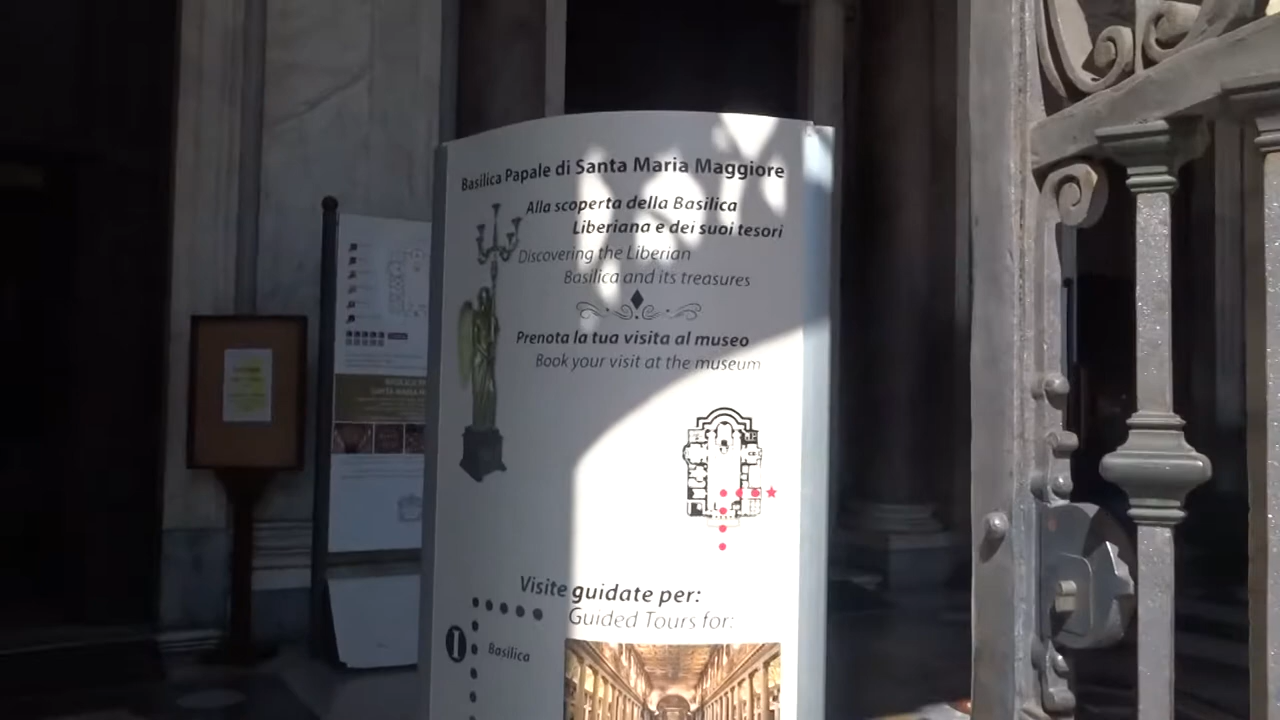 Basilica Papale di Santa Maria Maggiore
Alla scoperta della Basilica
Liberiana e dei suoi tesori
Discovering the Liberian
Basilica and its treasures
Prenota la tua visita al museo
Book your visit at the museum
Visite guidate per:
Guided Tours for:
1
Basilica